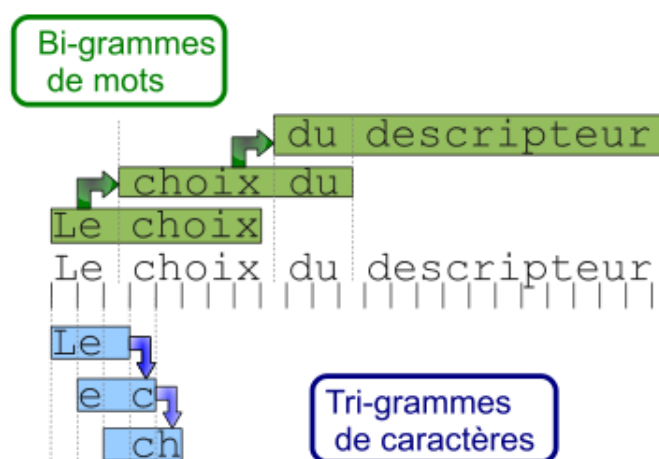 Bi-grammes
de mots
du descripteur
choix du
Le choix
Le choix du descripteur
Le
e c
ch
Tri-grammes
de caractères